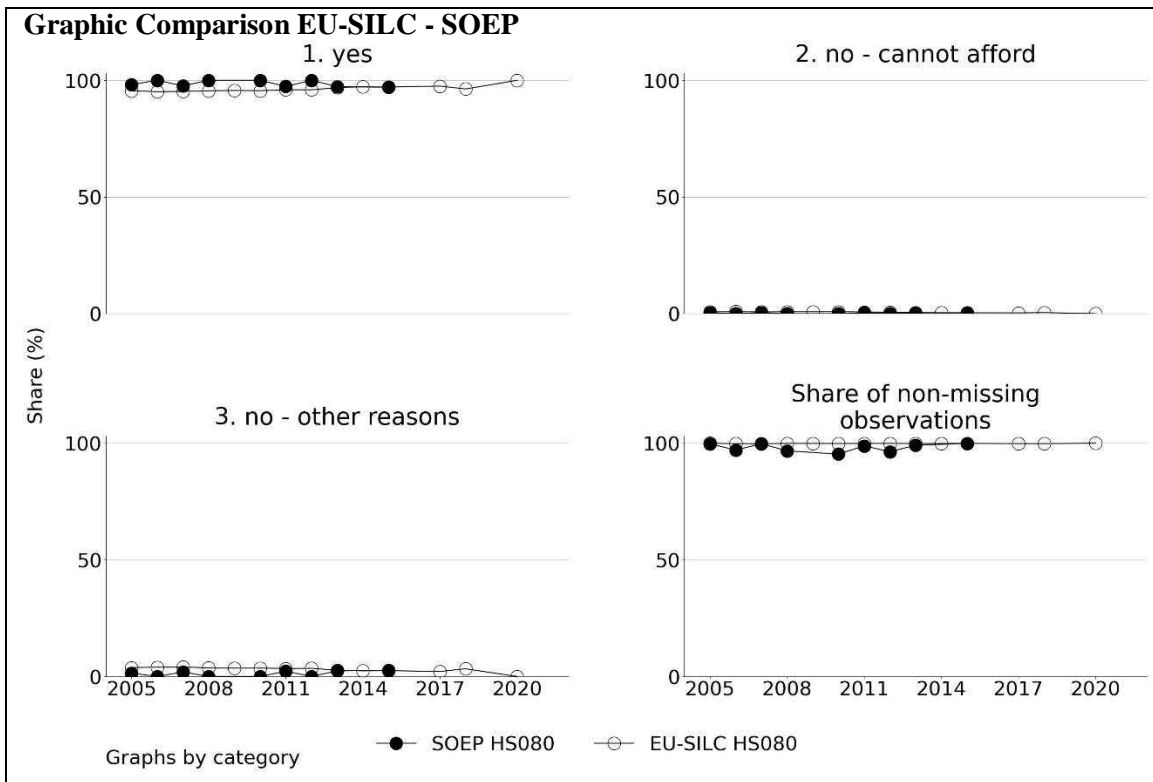 Graphic Comparison EU-SILC - SOEP
1. yes
2. no - cannot afford
100
50
0
100
50
0
Share (%)
3. no - other reasons
Share of non-missing
observations
100
50
0
2005 2008 2011 2014 2017 2020
100
50
0
2005 2008 2011 2014 2017 2020
Graphs by category
SOEP HS080
EU-SILC HS080